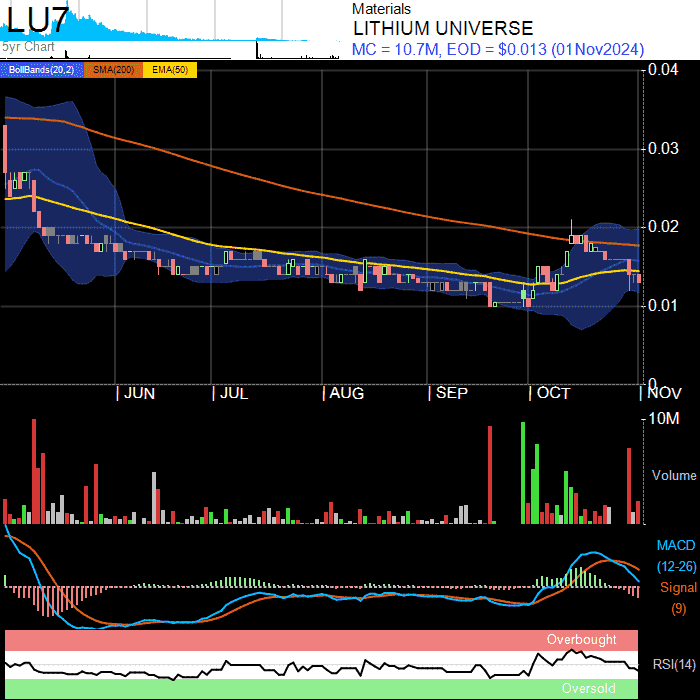 LU7
5yr Chart
Materials
LITHIUM UNIVERSE
MC = 10.7M, EOD = $0.013 (01Nov2024)
BollBands(20,2) SMA(200) EMA(50)
0.04
0.03
0.02
0.01
0
JUN JUL AUG SEP OCT NOV
10M
Volume
MACD
(12-26)
Signal
(9)
Overbought
RSI(14)
Oversold